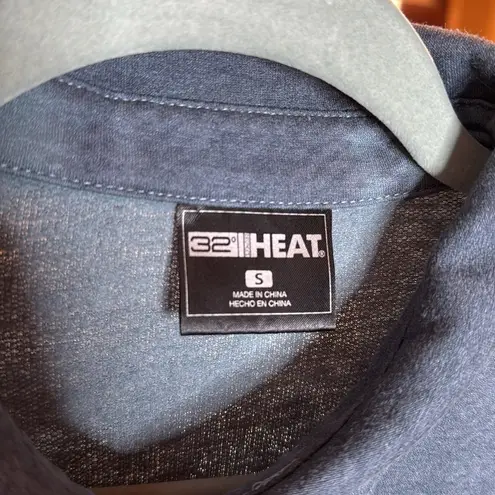 32° HEAT®
S
MADE IN CHINA
HECHO EN CHINA